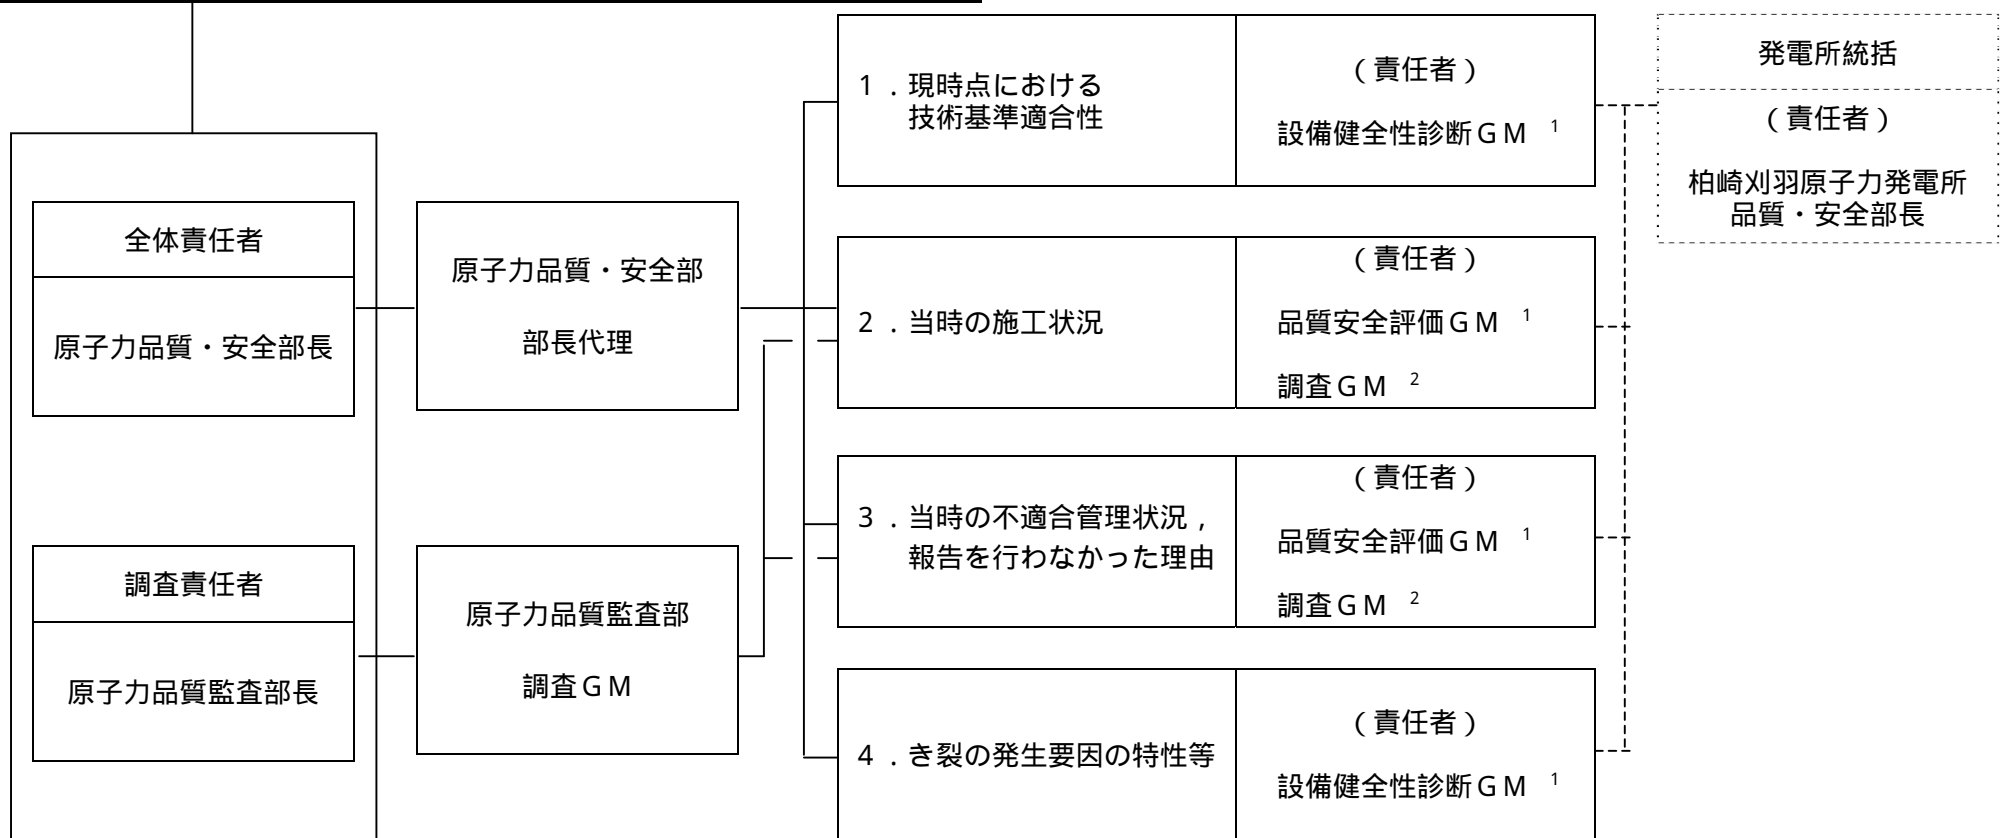 全体責任者
原子力品質・安全部長
調査責任者
原子力品質監査部長
原子力品質・安全部
部長代理
原子力品質監査部
調査ＧＭ
１．現時点における
技術基準適合性
（責任者）
設備健全性診断ＧＭ 1
２．当時の施工状況
（責任者）
品質安全評価ＧＭ 1
調査ＧＭ 2
３．当時の不適合管理状況，
報告を行わなかった理由
（責任者）
品質安全評価ＧＭ 1
調査ＧＭ 2
４．き裂の発生要因の特性等
（責任者）
設備健全性診断ＧＭ 1
発電所統括
（責任者）
柏崎刈羽原子力発電所
品質・安全部長